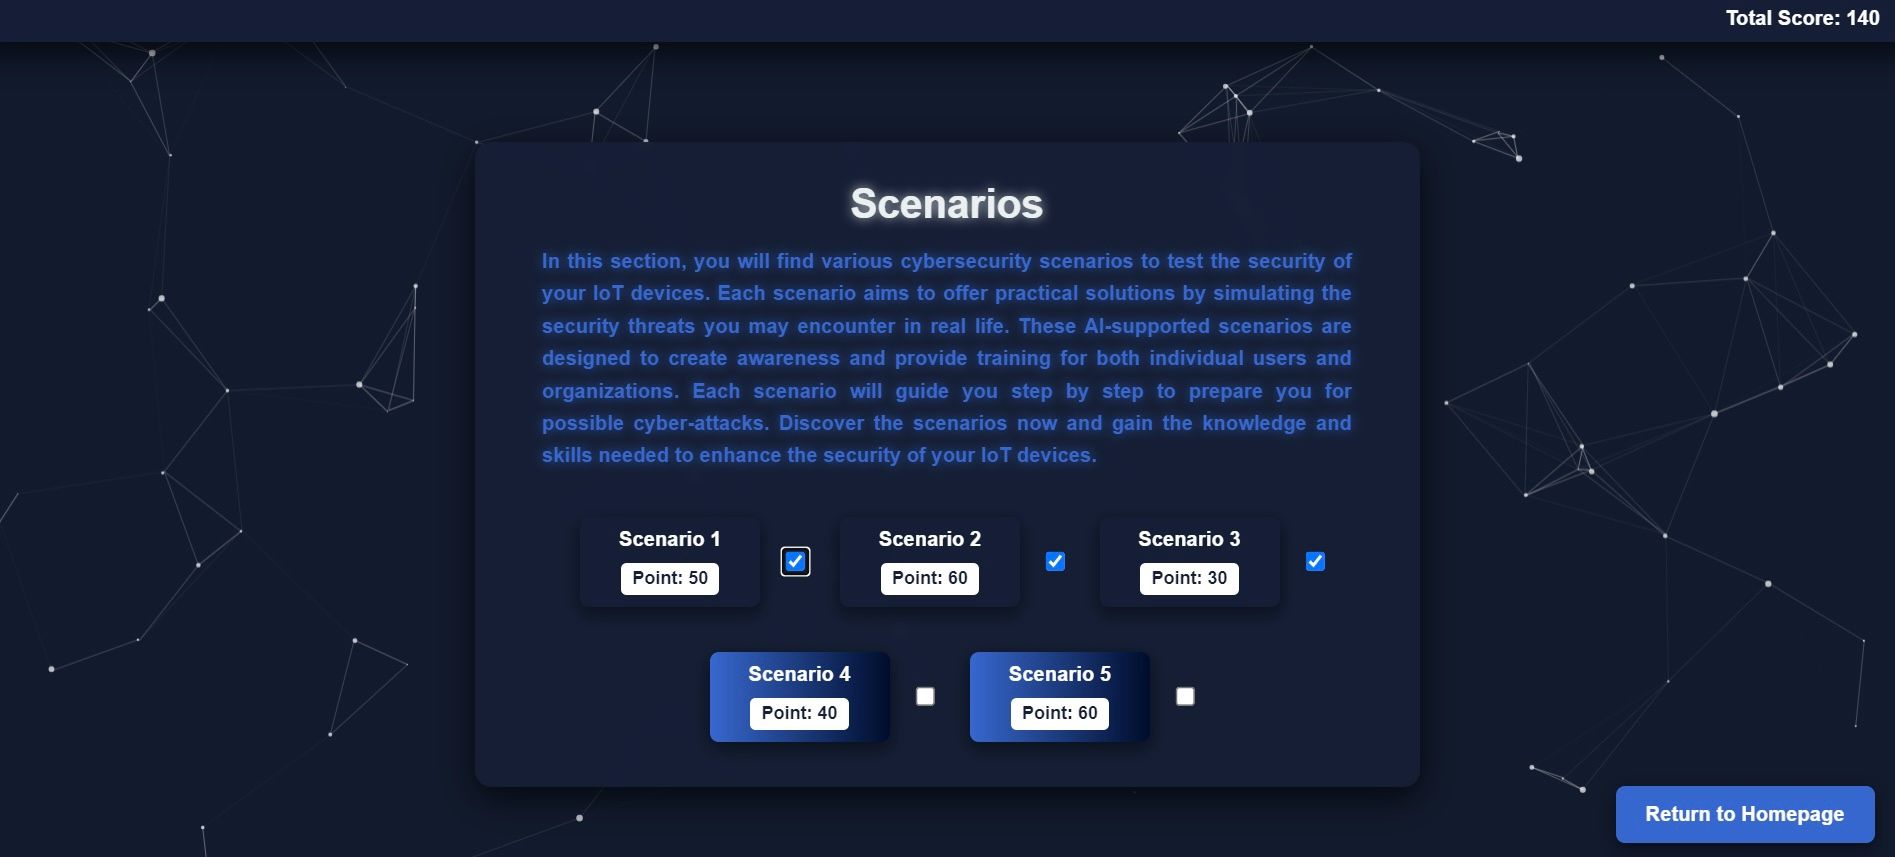 Total Score: 140
Scenarios
In this section, you will find various cybersecurity scenarios to test the security of
your IoT devices. Each scenario aims to offer practical solutions by simulating the
security threats you may encounter in real life. These AI-supported scenarios are
designed to create awareness and provide training for both individual users and
organizations. Each scenario will guide you step by step to prepare you for
possible cyber-attacks. Discover the scenarios now and gain the knowledge and
skills needed to enhance the security of your IoT devices.
Scenario 1
Point: 50
Scenario 2
Point: 60
Scenario 3
Point: 30
Scenario 4
Point: 40
Scenario 5
Point: 60
Return to Homepage